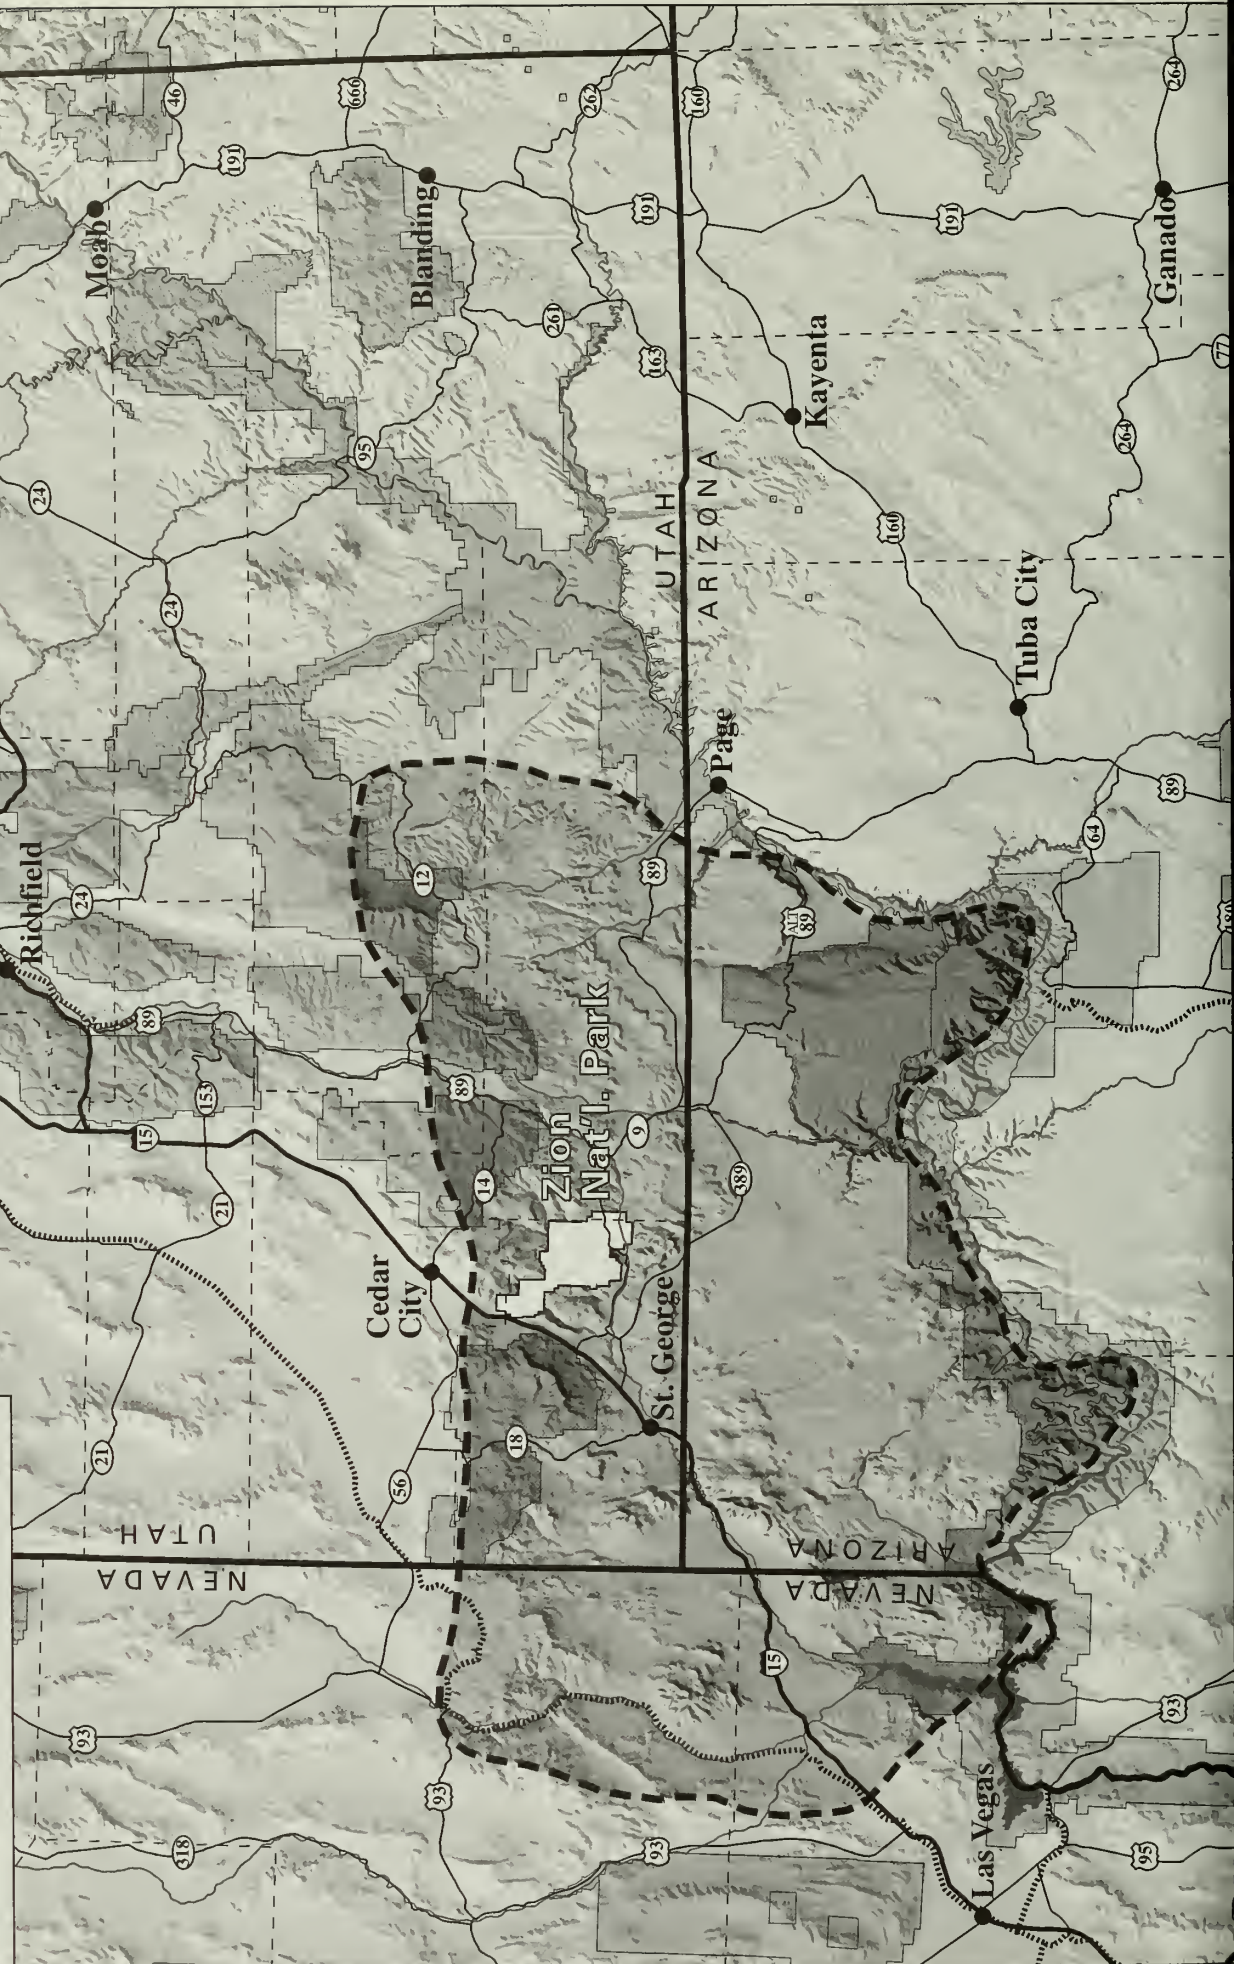 Moab
46
666
191
262
Blanding
191
261
163
95
24
24
160
264
191
Ganado
77
264
Kayenta
160
UTAH
ARIZONA
Tuba City
Page
89
64
Richfield
24
12
89
ALT
89
89
153
15
21
89
14
9
389
Zion
Nat'l. Park
Cedar
City
St. George
21
56
18
UTAH
NEVADA
ARIZONA
NEVADA
15
93
93
318
93
93
95
Las Vegas